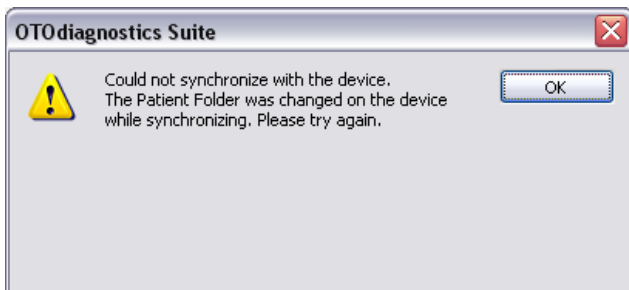 OTOdiagnostics Suite
Could not synchronize with the device.
The Patient Folder was changed on the device
while synchronizing. Please try again.
OK